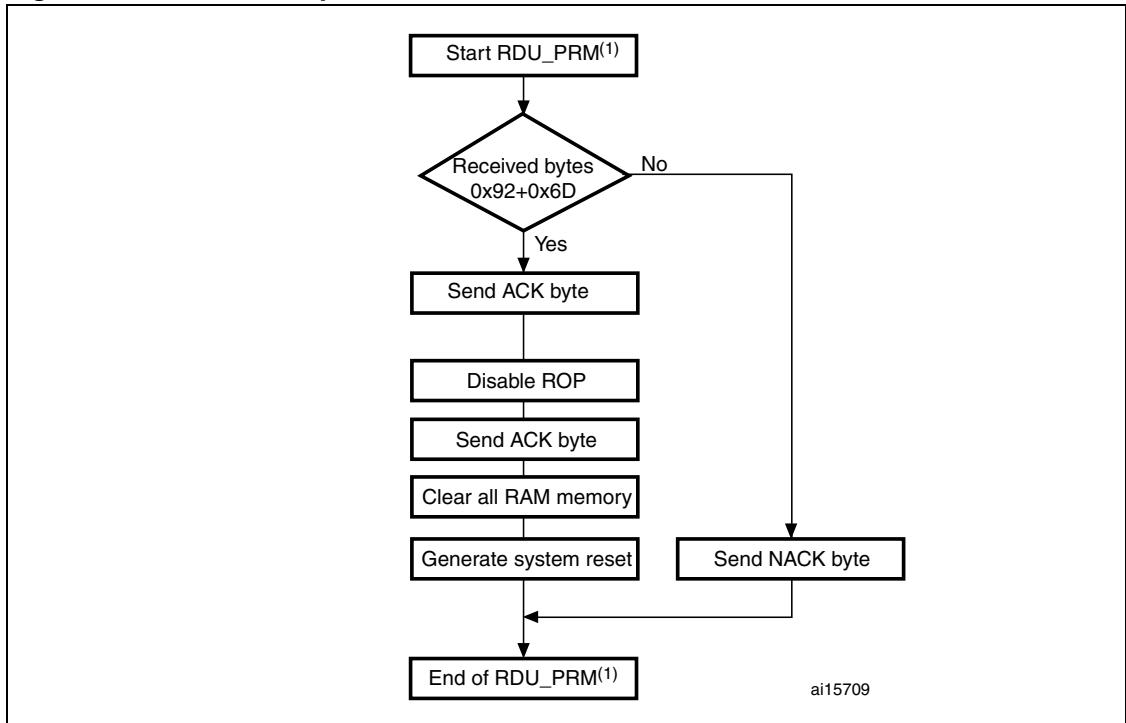 Start RDU_PRM(1)
Received bytes
0x92+0x6D
No
Yes
Send ACK byte
Disable ROP
Send ACK byte
Clear all RAM memory
Generate system reset
Send NACK byte
End of RDU_PRM(1)
ai15709